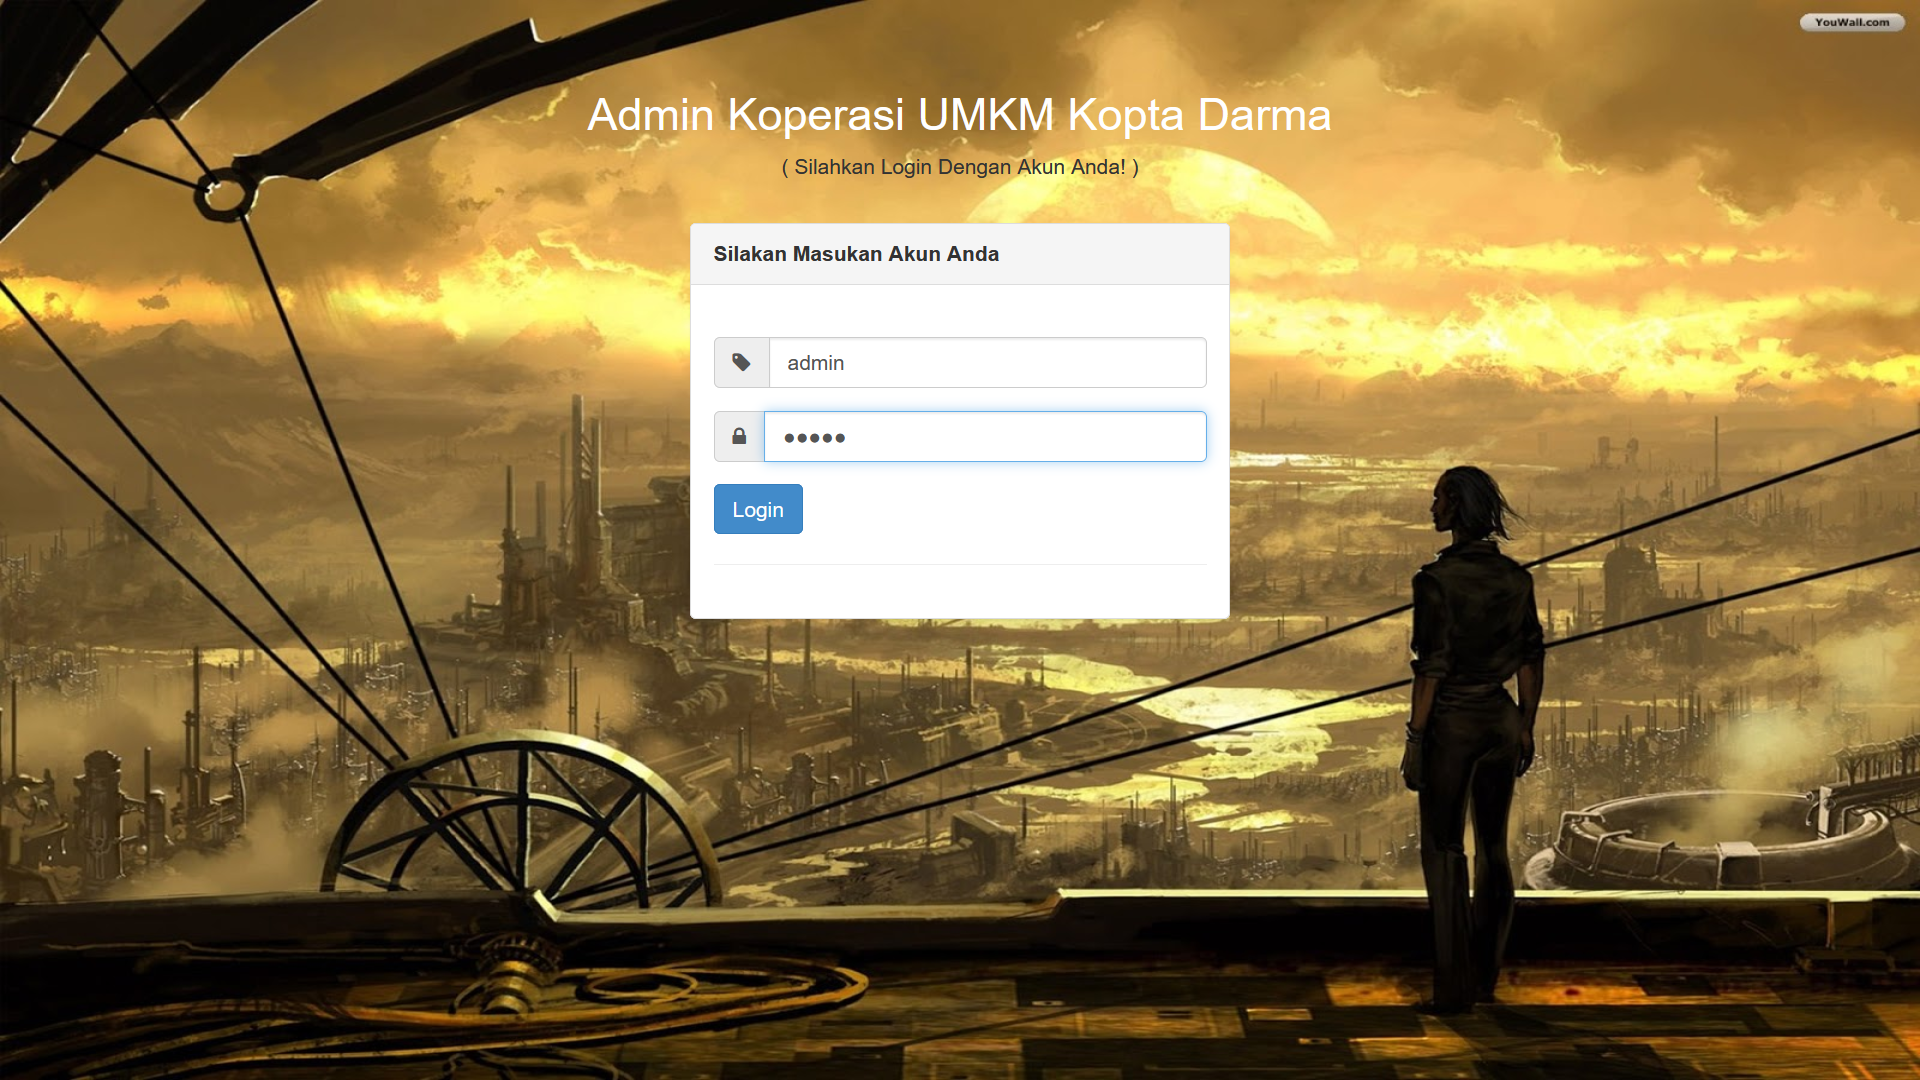 YouWall.com
Admin Koperasi UMKM Kopta Darma
( Silahkan Login Dengan Akun Anda! )
Silakan Masukan Akun Anda
admin
•••••
Login